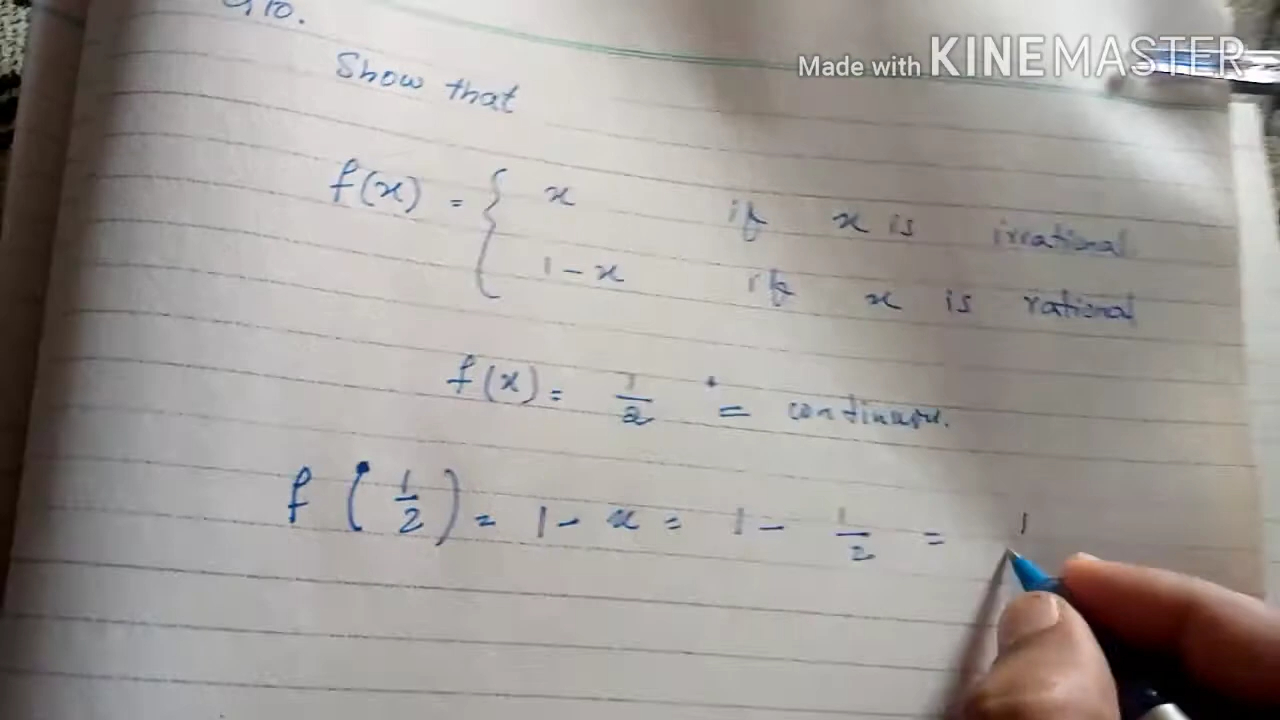 Q10.
Made with KINEMASTER
Show that
f(x) = { x if x is irrational
1 - x if x is rational
f(x) = 1/2 =
f(1/2) = 1 - x = 1 - 1/2 = 1